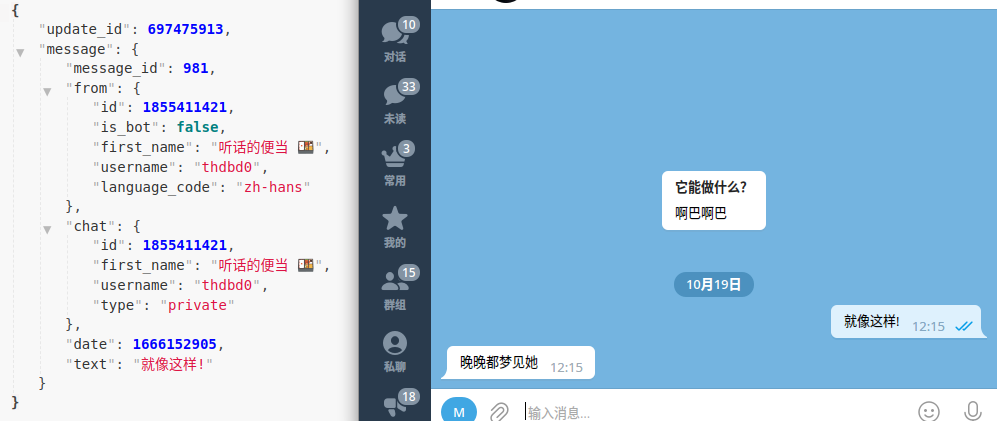 {
"update_id": 697475913,
"message": {
"message_id": 981,
"from": {
"id": 1855411421,
"is_bot": false,
"first_name": "听话的便当 🍱",
"username": "thdbd0",
"language_code": "zh-hans"
},
"chat": {
"id": 1855411421,
"first_name": "听话的便当 🍱",
"username": "thdbd0",
"type": "private"
},
"date": 1666152905,
"text": "就像这样!"
}
}
10
对话
33
未读
3
常用
我的
15
群组
私聊
18
它能做什么?
啊巴啊巴
10月19日
就像这样! 12:15
晚晚都梦见她 12:15
M 输入消息...